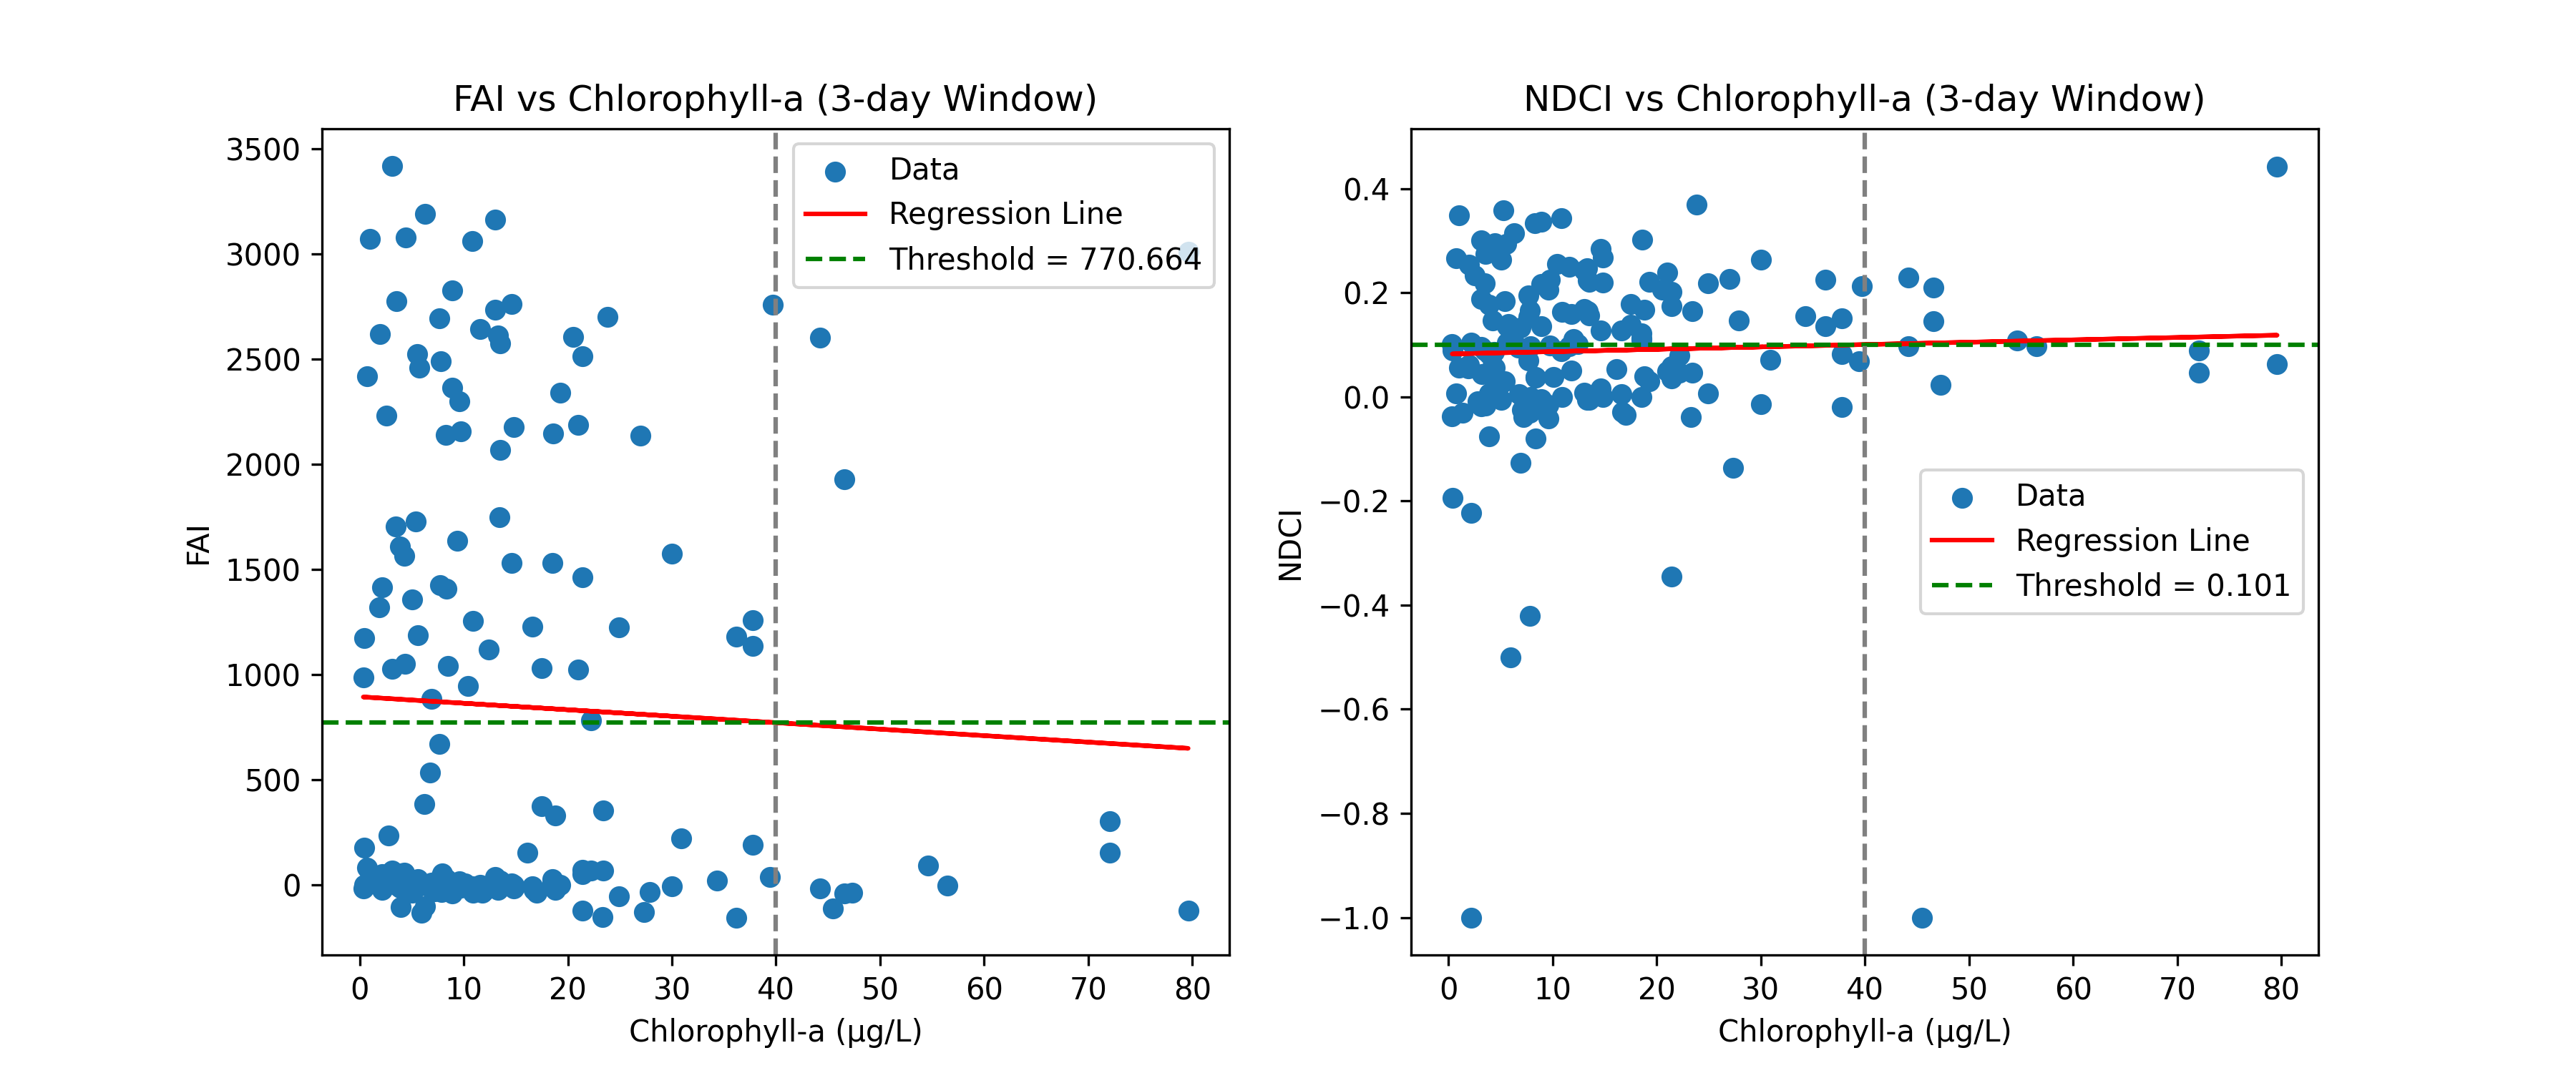 FAI vs Chlorophyll-a (3-day Window)
3500
3000
2500
2000
1500
1000
500
0
FAI
Data
Regression Line
Threshold = 770.664
0 10 20 30 40 50 60 70 80
Chlorophyll-a (µg/L)
NDCI vs Chlorophyll-a (3-day Window)
0.4
0.2
0.0
−0.2
−0.4
−0.6
−0.8
−1.0
NDCI
Data
Regression Line
Threshold = 0.101
0 10 20 30 40 50 60 70 80
Chlorophyll-a (µg/L)